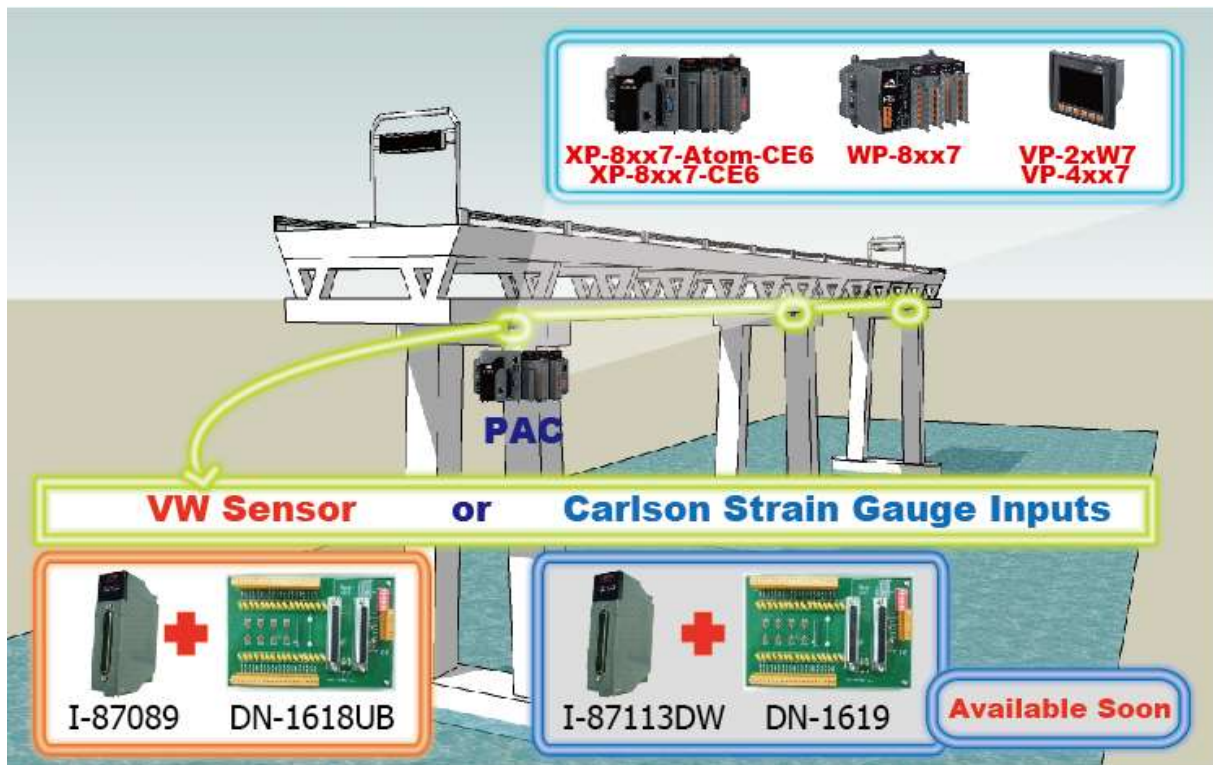 XP-8xx7-Atom-CE6
XP-8xx7-CE6
WP-8xx7
VP-2xW7
VP-4xx7
PAC
VW Sensor or Carlson Strain Gauge Inputs
I-87089
DN-1618UB
I-87113DW
DN-1619
Available Soon